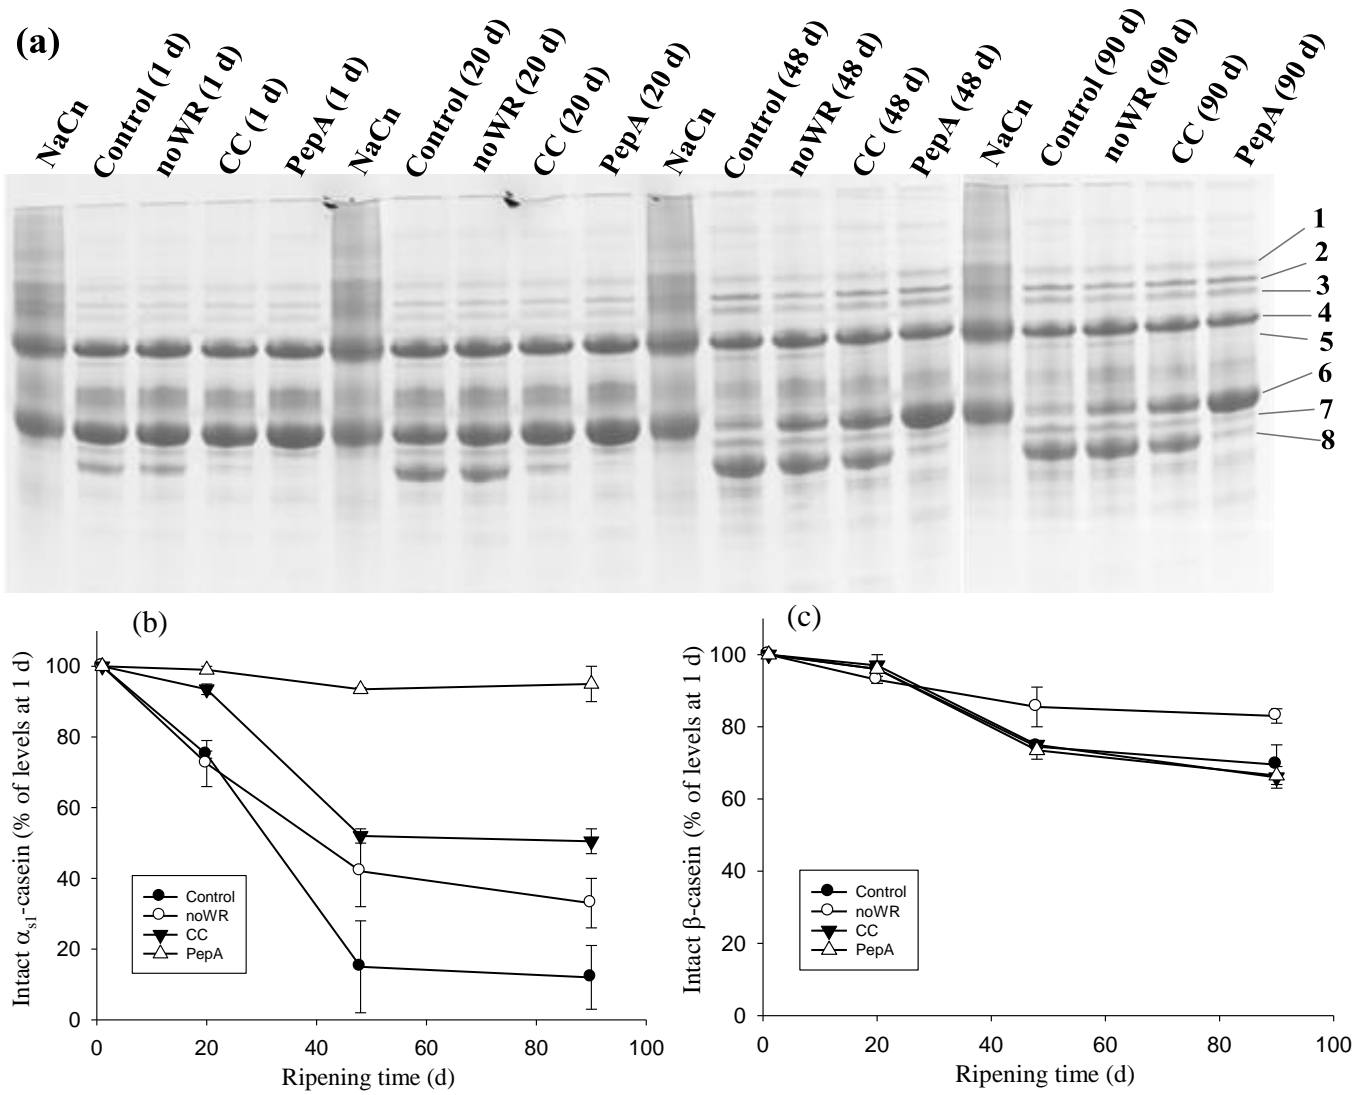 (a)
NaCn
Control (1 d)
noWR (1 d)
CC (1 d)
PepA (1 d)
NaCn
Control (20 d)
noWR (20 d)
CC (20 d)
PepA (20 d)
NaCn
Control (48 d)
noWR (48 d)
CC (48 d)
PepA (48 d)
NaCn
Control (90 d)
noWR (90 d)
CC (90 d)
PepA (90 d)
1
2
3
4
5
6
7
8
(b)
Intact αs1-casein (% of levels at 1 d)
100
80
60
40
20
0
Control
noWR
CC
PepA
0 20 40 60 80 100
Ripening time (d)
(c)
Intact β-casein (% of levels at 1 d)
100
80
60
40
20
0
Control
noWR
CC
PepA
0 20 40 60 80 100
Ripening time (d)